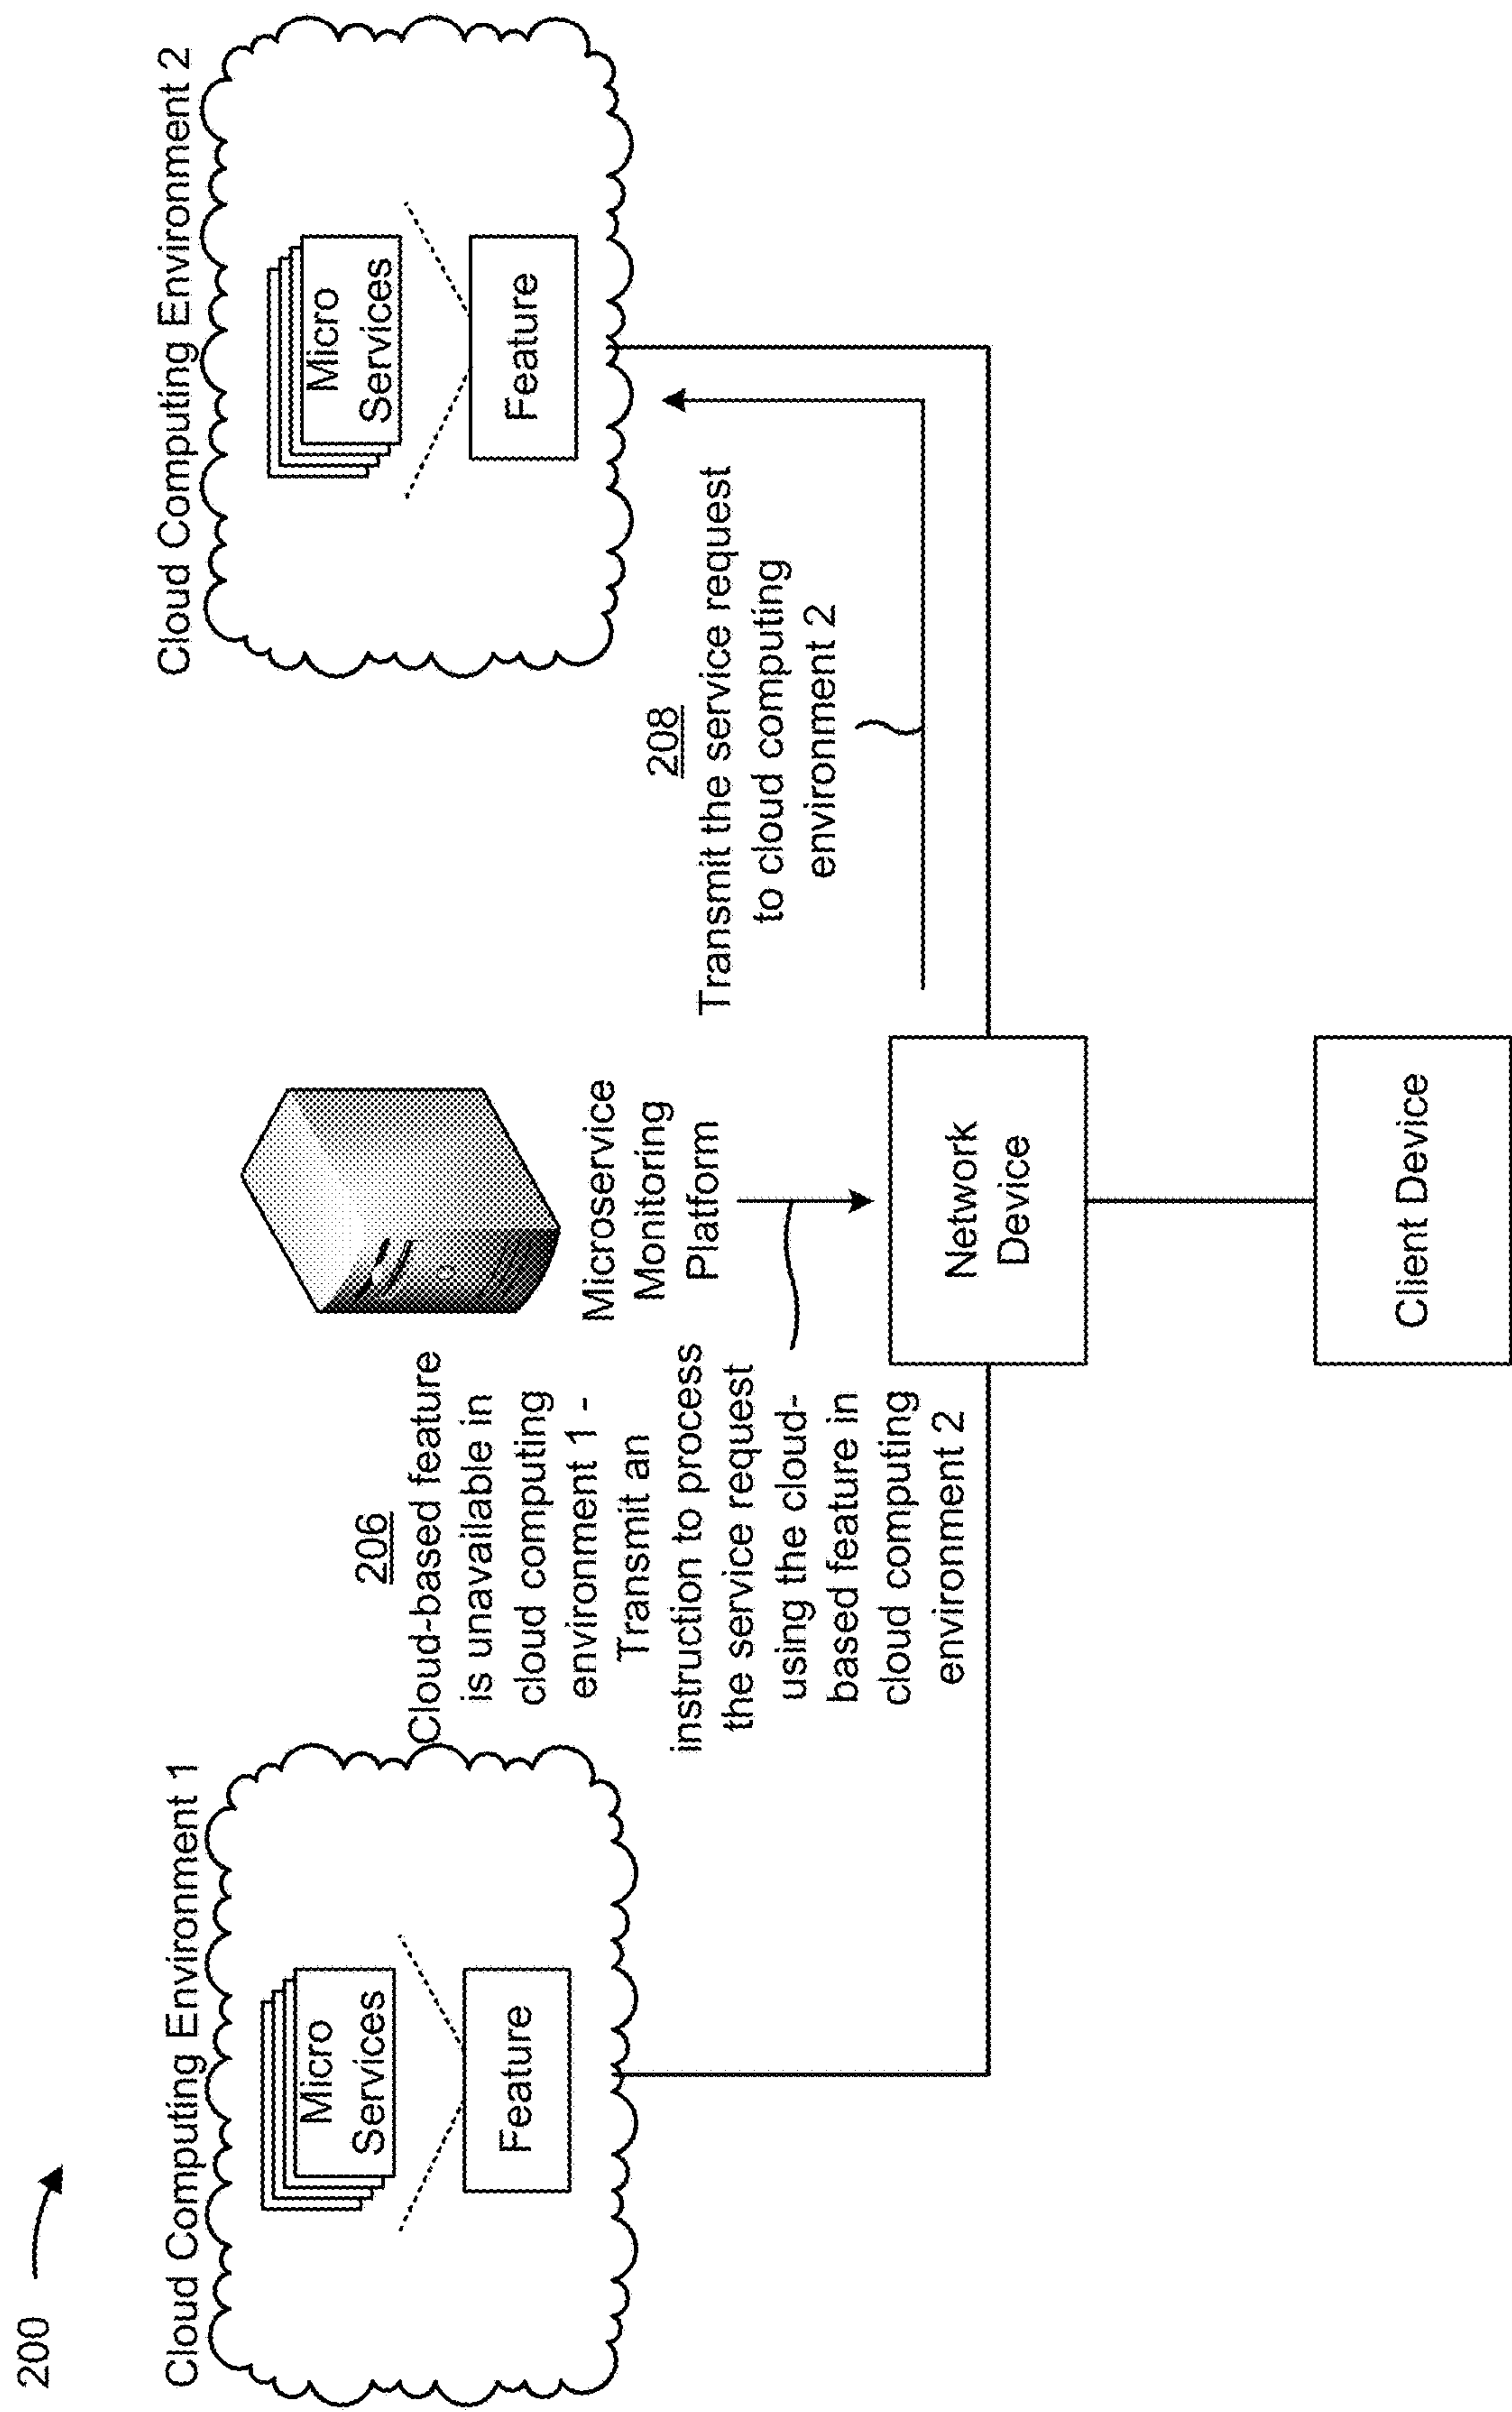 200
Cloud Computing Environment 1
Micro
Services
Feature
206
Cloud-based feature
is unavailable in
cloud computing
environment 1 -
Transmit an
instruction to process
the service request
using the cloud-
based feature in
cloud computing
environment 2
Microservice
Monitoring
Platform
Network
Device
Client Device
208
Transmit the service request
to cloud computing
environment 2
Cloud Computing Environment 2
Micro
Services
Feature